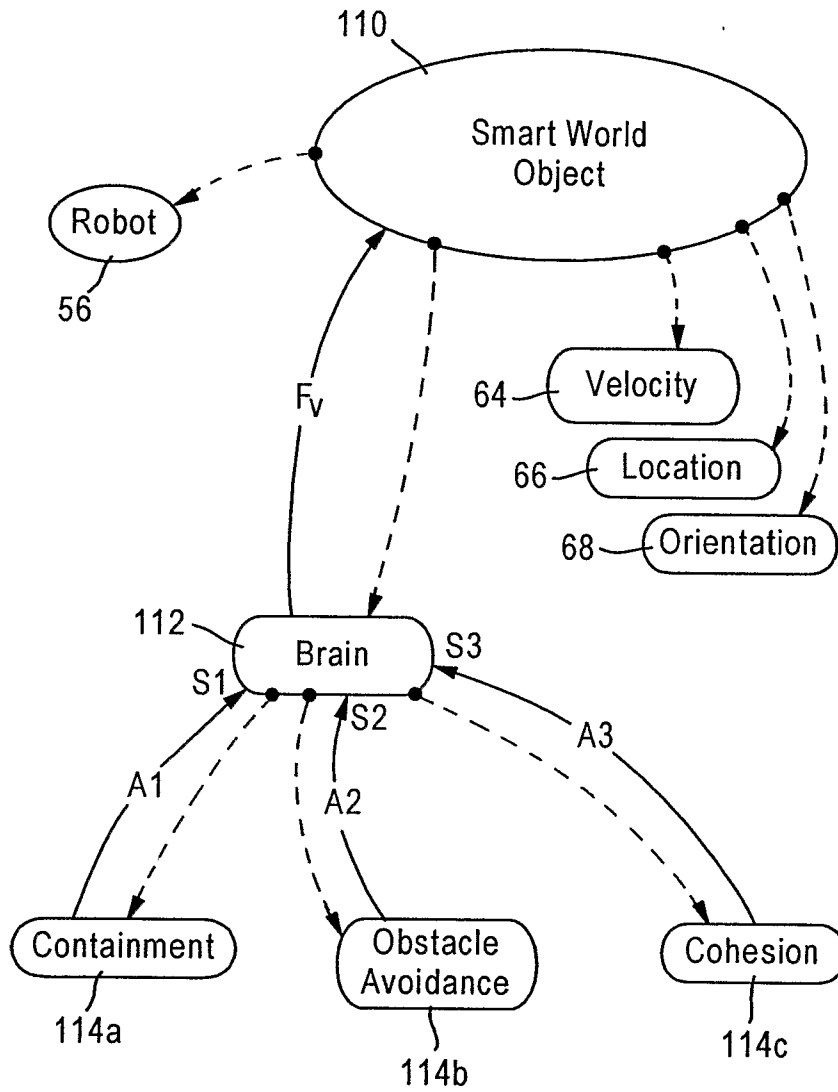 110
Smart World
Object
Robot
56
F_V
64
Velocity
66
Location
68
Orientation
112
Brain
S3
S1
S2
A1
A2
A3
Containment
Obstacle
Avoidance
Cohesion
114a
114b
114c